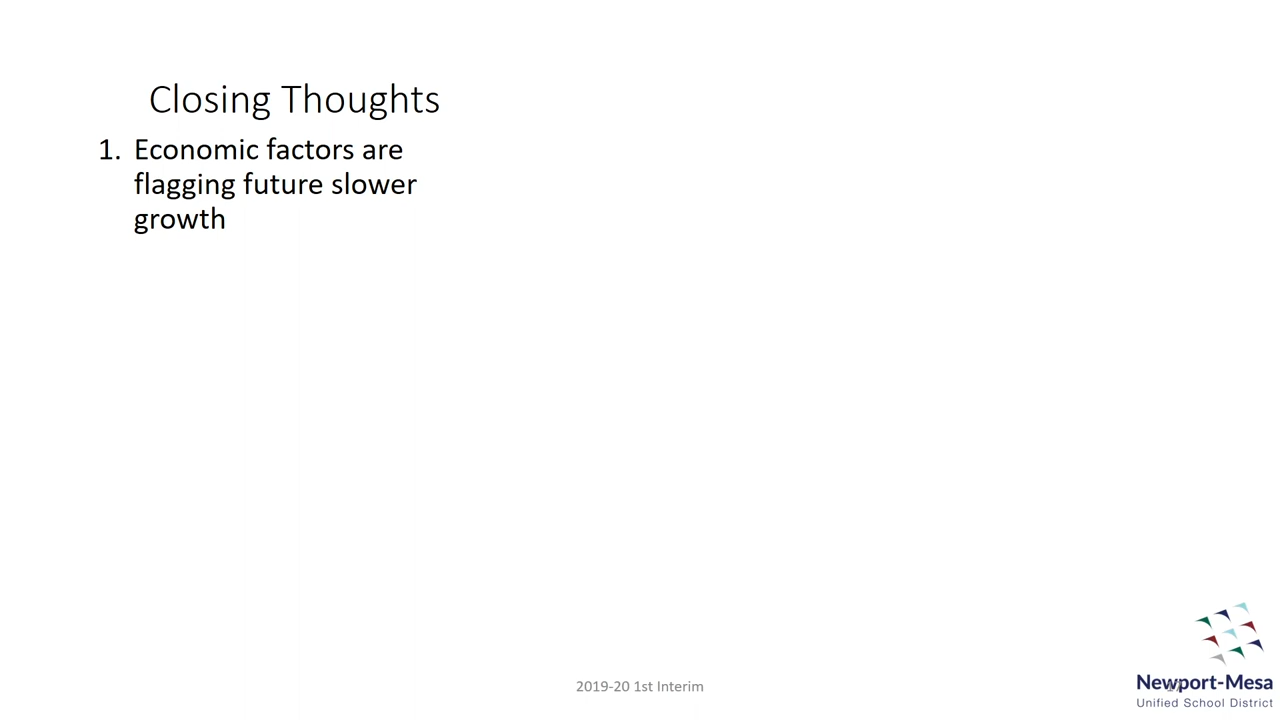 Closing Thoughts
1. Economic factors are
flagging future slower
growth
2019-20 1st Interim
Newport-Mesa
Unified School District